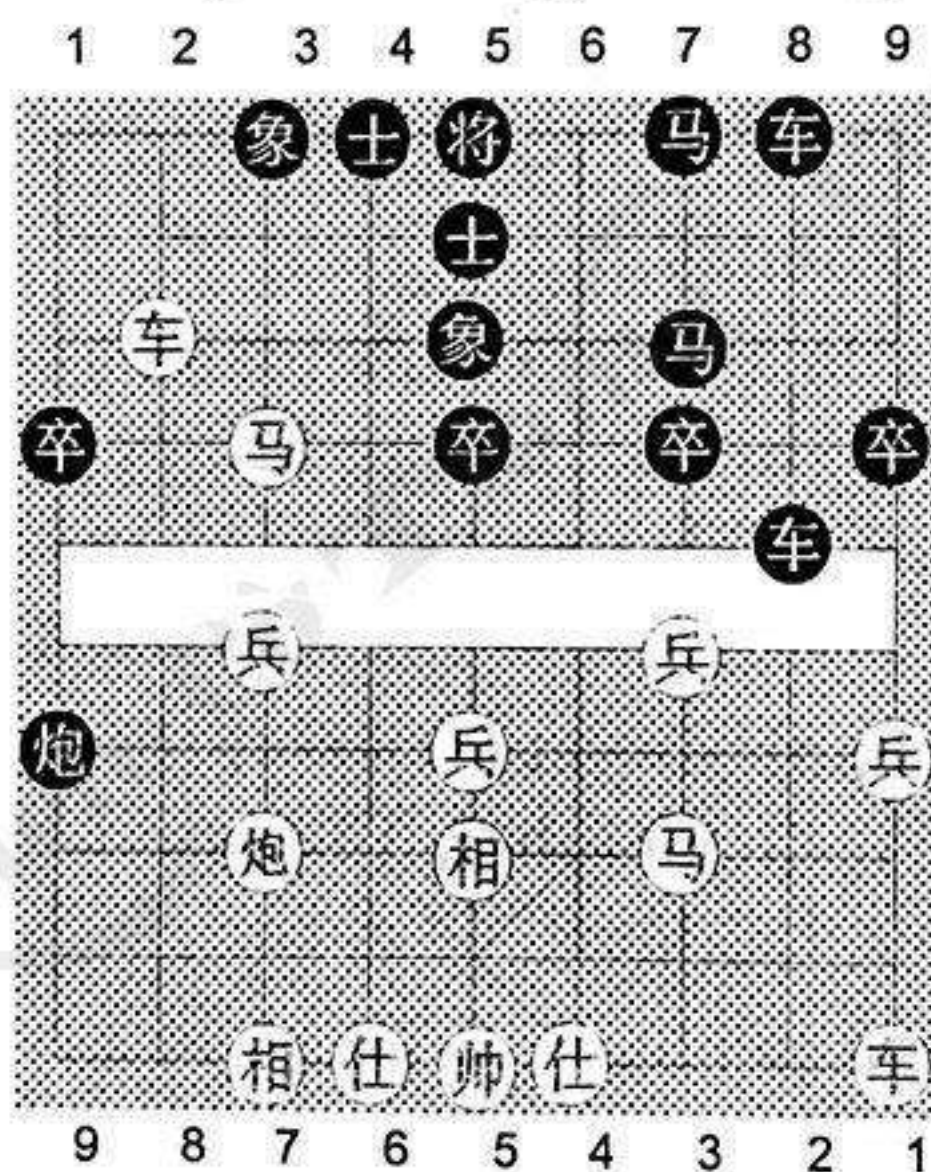 1 2 3 4 5 6 7 8 9
象 士 将 马 车
士
车 象 马
卒 马 卒 卒 卒
车
兵 兵
炮 兵 兵
炮 相 马
相 仕 帅 仕 车
9 8 7 6 5 4 3 2 1